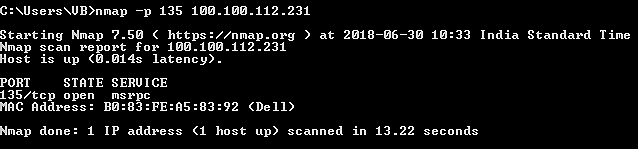 C:\Users\VB>nmap -p 135 100.100.112.231
Starting Nmap 7.50 ( https://nmap.org ) at 2018-06-30 10:33 India Standard Time
Nmap scan report for 100.100.112.231
Host is up (0.014s latency).
PORT    STATE SERVICE
135/tcp open  msrpc
MAC Address: B0:83:FE:A5:83:92 (Dell)
Nmap done: 1 IP address (1 host up) scanned in 13.22 seconds